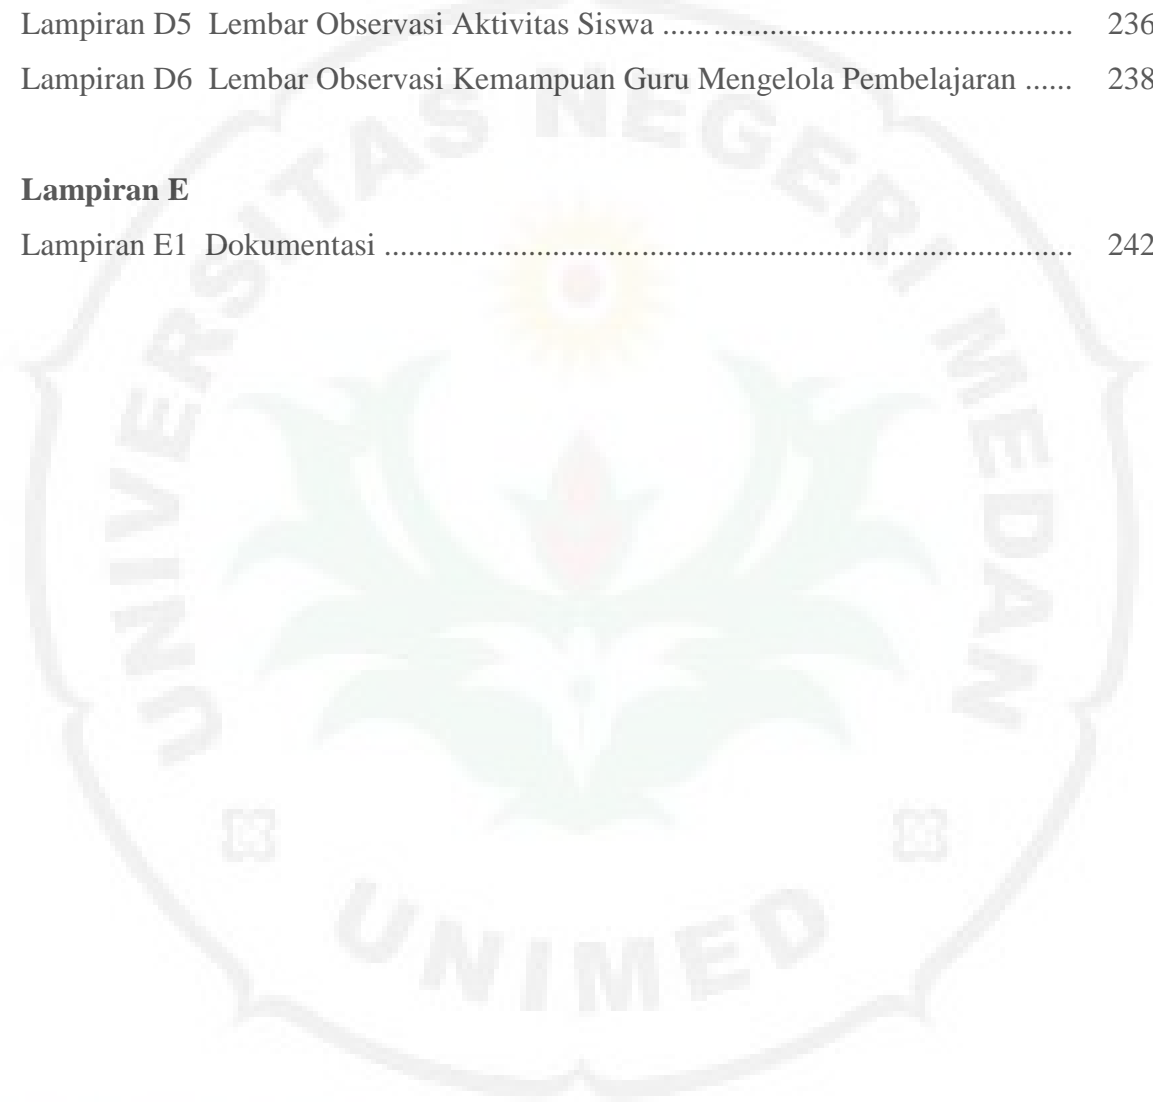 Lampiran D5  Lembar Observasi Aktivitas Siswa ................................................... 236
Lampiran D6  Lembar Observasi Kemampuan Guru Mengelola Pembelajaran ...... 238
Lampiran E
Lampiran E1  Dokumentasi ...................................................................................... 242
UNIVERSITAS NEGERI MEDAN
UNIMED